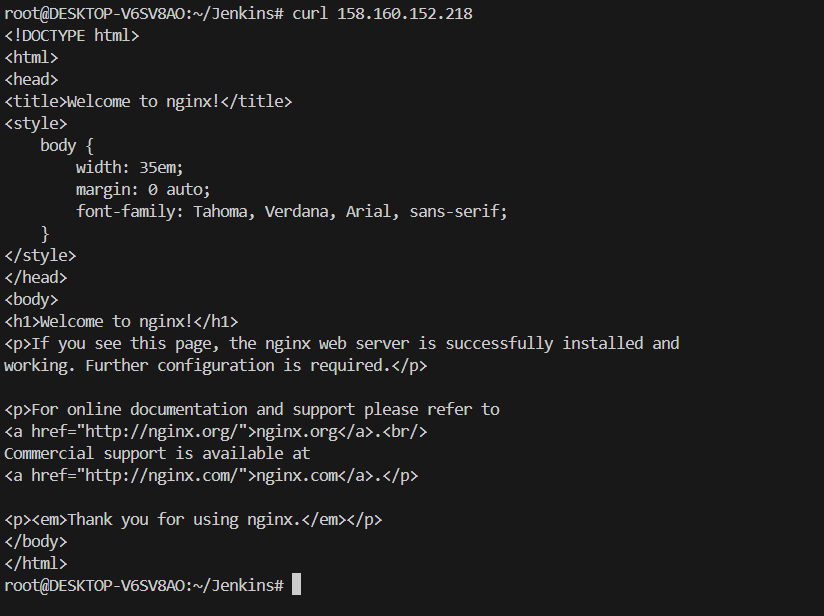 root@DESKTOP-V6SV8AO:~/Jenkins# curl 158.160.152.218
<!DOCTYPE html>
<html>
<head>
<title>Welcome to nginx!</title>
<style>
    body {
        width: 35em;
        margin: 0 auto;
        font-family: Tahoma, Verdana, Arial, sans-serif;
    }
</style>
</head>
<body>
<h1>Welcome to nginx!</h1>
<p>If you see this page, the nginx web server is successfully installed and
working. Further configuration is required.</p>

<p>For online documentation and support please refer to
<a href="http://nginx.org/">nginx.org</a>.<br/>
Commercial support is available at
<a href="http://nginx.com/">nginx.com</a>.</p>

<p><em>Thank you for using nginx.</em></p>
</body>
</html>
root@DESKTOP-V6SV8AO:~/Jenkins#